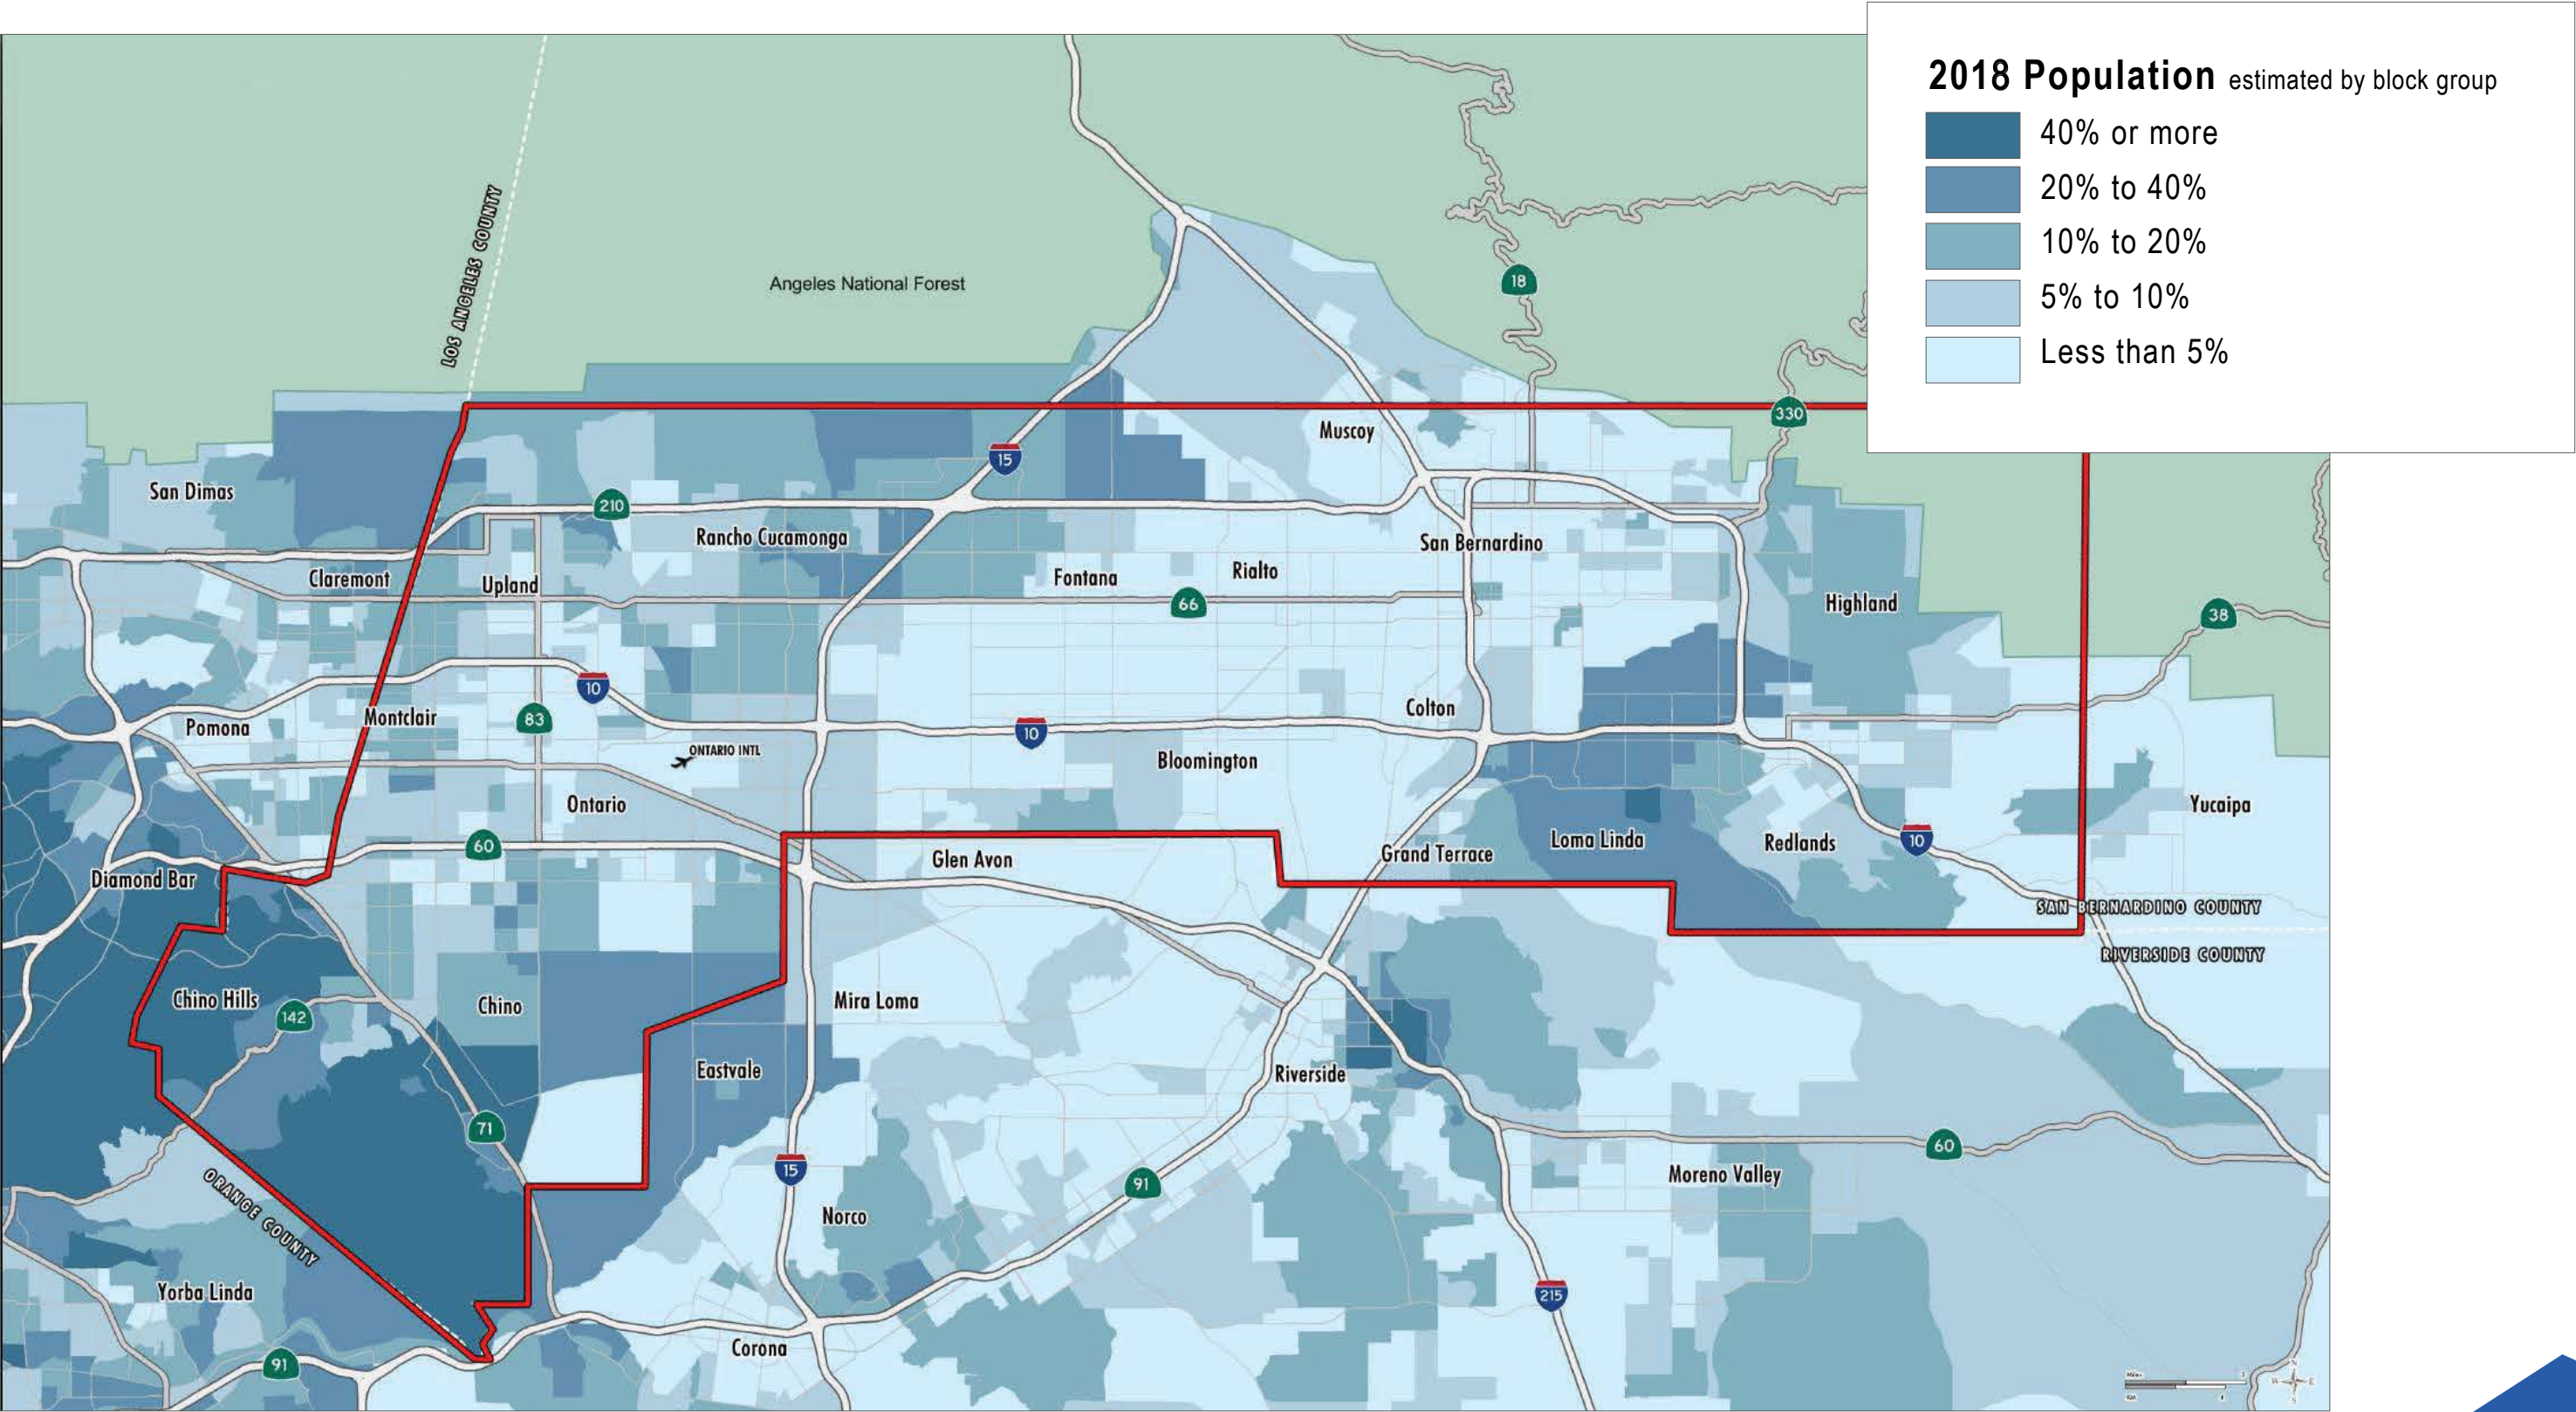 2018 Population estimated by block group
40% or more
20% to 40%
10% to 20%
5% to 10%
Less than 5%
LOS ANGELES COUNTY
Angeles National Forest
18
330
Muscoy
15
San Dimas
210
Rancho Cucamonga
San Bernardino
Claremont
Upland
Fontana
Rialto
66
Highland
38
10
83
Pomona
Montclair
Colton
10
ONTARIO INTL
Bloomington
Ontario
Yucaipa
60
Loma Linda
Redlands
10
Diamond Bar
Glen Avon
Grand Terrace
SAN BERNARDINO COUNTY
RIVERSIDE COUNTY
Chino Hills
142
Chino
Mira Loma
Eastvale
Riverside
71
60
15
91
Moreno Valley
ORANGE COUNTY
Norco
Yorba Linda
215
Corona
91
Miles
N
W E
S